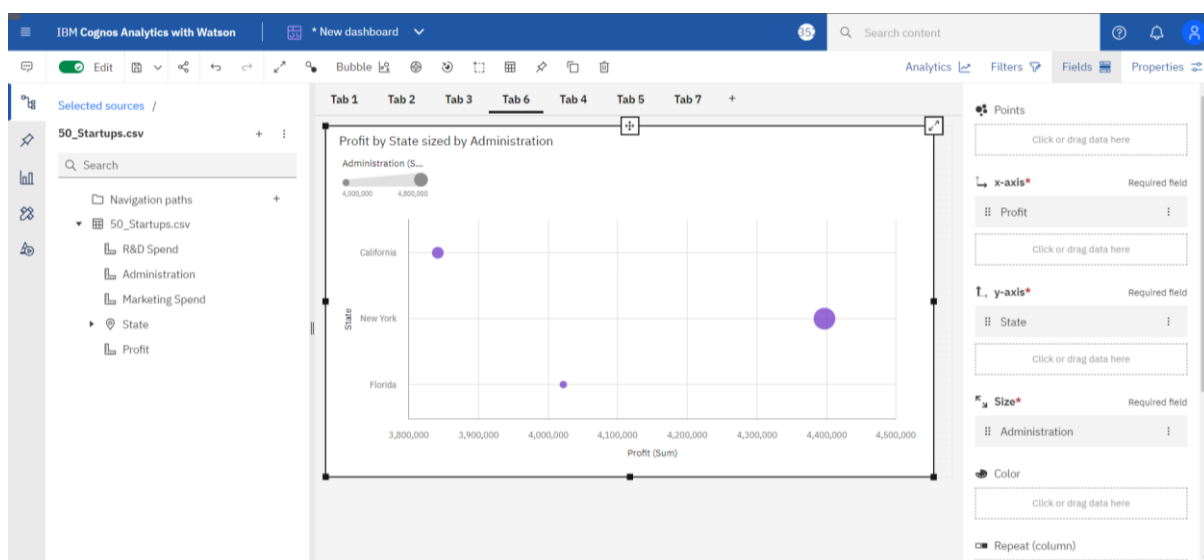 IBM Cognos Analytics with Watson
* New dashboard
35
Search content
Edit
Bubble
Analytics
Filters
Fields
Properties
Selected sources /
50_Startups.csv
Search
Navigation paths
50_Startups.csv
R&D Spend
Administration
Marketing Spend
State
Profit
Tab 1 Tab 2 Tab 3 Tab 6 Tab 4 Tab 5 Tab 7 +
Profit by State sized by Administration
Administration (S...
4,000,000 4,800,000
California
New York
Florida
State
3,800,000 3,900,000 4,000,000 4,100,000 4,200,000 4,300,000 4,400,000 4,500,000
Profit (Sum)
Points
Click or drag data here
x-axis* Required field
Profit
Click or drag data here
y-axis* Required field
State
Click or drag data here
Size* Required field
Administration
Color
Click or drag data here
Repeat (column)